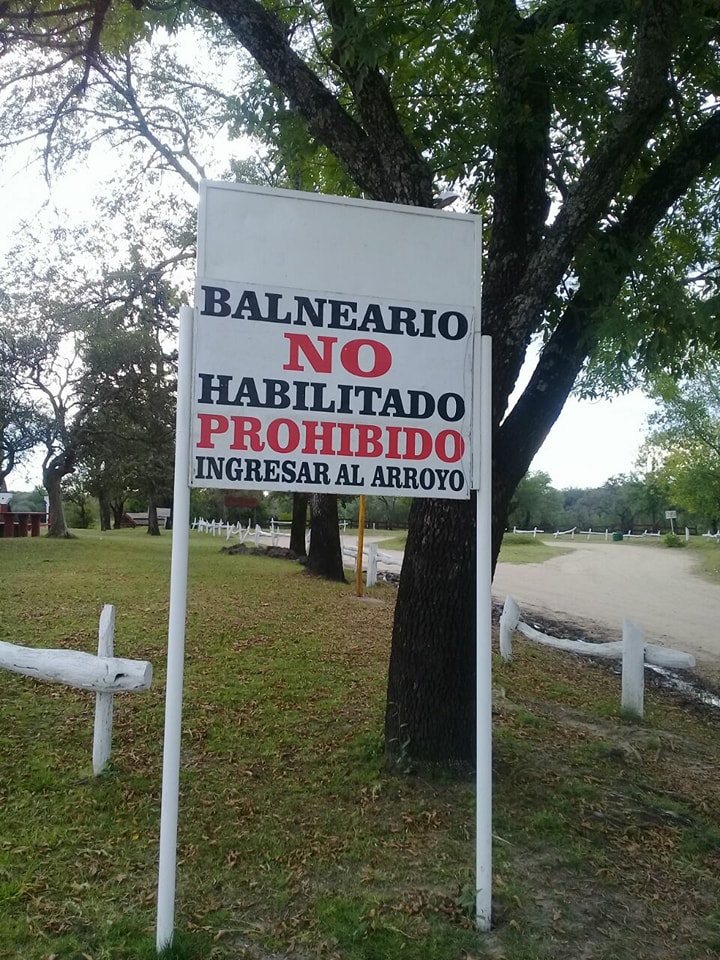 BALNEARIO
NO
HABILITADO
PROHIBIDO
INGRESAR AL ARROYO